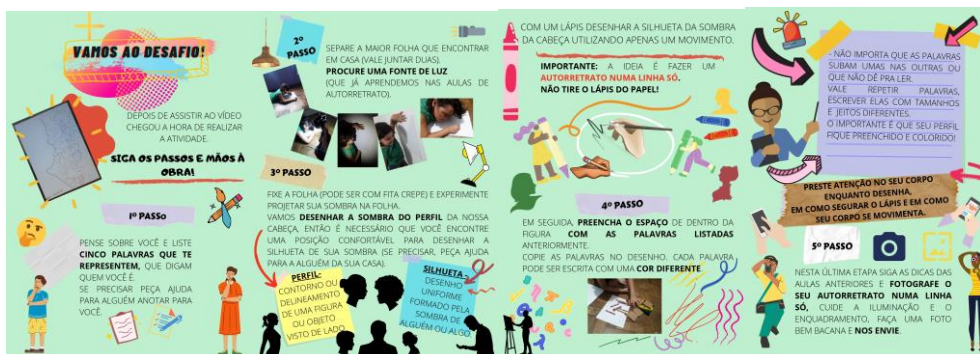 VAMOS AO DESAFIO!
DEPOIS DE ASSISTIR AO VÍDEO
CHEGOU A HORA DE REALIZAR
A ATIVIDADE.
SIGA OS PASSOS E MÃOS À
OBRA!
1º PASSO
PENSE SOBRE VOCÊ E LISTE
CINCO PALAVRAS QUE TE
REPRESENTEM, QUE DIGAM
QUEM VOCÊ É.
SE PRECISAR PEÇA AJUDA
PARA ALGUÉM ANOTAR PARA
VOCÊ.
2º
PASSO
SEPARE A MAIOR FOLHA QUE ENCONTRAR
EM CASA (VALE JUNTAR DUAS).
PROCURE UMA FONTE DE LUZ
(QUE JÁ APRENDEMOS NAS AULAS DE
AUTORRETRATO).
3º PASSO
FIXE A FOLHA (PODE SER COM FITA CREPE) E EXPERIMENTE
PROJETAR SUA SOMBRA NA FOLHA.
VAMOS DESENHAR A SOMBRA DO PERFIL DA NOSSA
CABEÇA, ENTÃO É NECESSÁRIO QUE VOCÊ ENCONTRE
UMA POSIÇÃO CONFORTÁVEL PARA DESENHAR A
SILHUETA DE SUA SOMBRA (SE PRECISAR, PEÇA AJUDA
PARA A ALGUÉM DA SUA CASA).
PERFIL-
CONTORNO OU
DELINEAMENTO
DE UMA FIGURA
OU OBJETO
VISTO DE LADO.
SILHUETA -
DESENHO
UNIFORME
FORMADO PELA
SOMBRA DE
ALGUÉM OU ALGO.
COM UM LÁPIS DESENHAR A SILHUETA DA SOMBRA
DA CABEÇA UTILIZANDO APENAS UM MOVIMENTO.
IMPORTANTE: A IDEIA É FAZER UM
AUTORRETRATO NUMA LINHA SÓ.
NÃO TIRE O LÁPIS DO PAPEL!
4º PASSO
EM SEGUIDA, PREENCHA O ESPAÇO DE DENTRO DA
FIGURA COM AS PALAVRAS LISTADAS
ANTERIORMENTE.
COPIE AS PALAVRAS NO DESENHO. CADA PALAVRA
PODE SER ESCRITA COM UMA COR DIFERENTE.
- NÃO IMPORTA QUE AS PALAVRAS
SUBAM UMAS NAS OUTRAS OU
QUE NÃO DÊ PRA LER.
VALE REPETIR PALAVRAS,
ESCREVER ELAS COM TAMANHOS
E JEITOS DIFERENTES.
O IMPORTANTE É QUE SEU PERFIL
FIQUE PREENCHIDO E COLORIDO!
PRESTE ATENÇÃO NO SEU CORPO
ENQUANTO DESENHA.
EM COMO SEGURAR O LÁPIS E EM COMO
SEU CORPO SE MOVIMENTA.
5º PASSO
NESTA ÚLTIMA ETAPA SIGA AS DICAS DAS
AULAS ANTERIORES E FOTOGRAFE O
SEU AUTORRETRATO NUMA LINHA
SÓ, CUIDE A ILUMINAÇÃO E O
ENQUADRAMENTO, FAÇA UMA FOTO
BEM BACANA E NOS ENVIE.